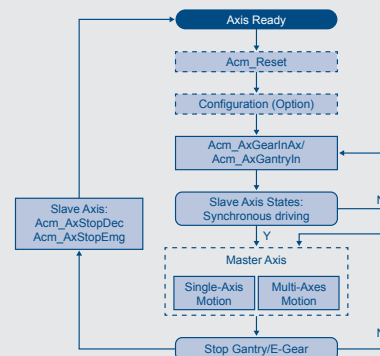 Axis Ready
Acm_Reset
Configuration (Option)
Acm_AxGearInAx/
Acm_AxGantryIn
Slave Axis:
Acm_AxStopDec
Acm_AxStopEmg
Slave Axis States:
Synchronous driving
N
Y
Master Axis
Single-Axis
Motion
Multi-Axes
Motion
N
Stop Gantry/E-Gear